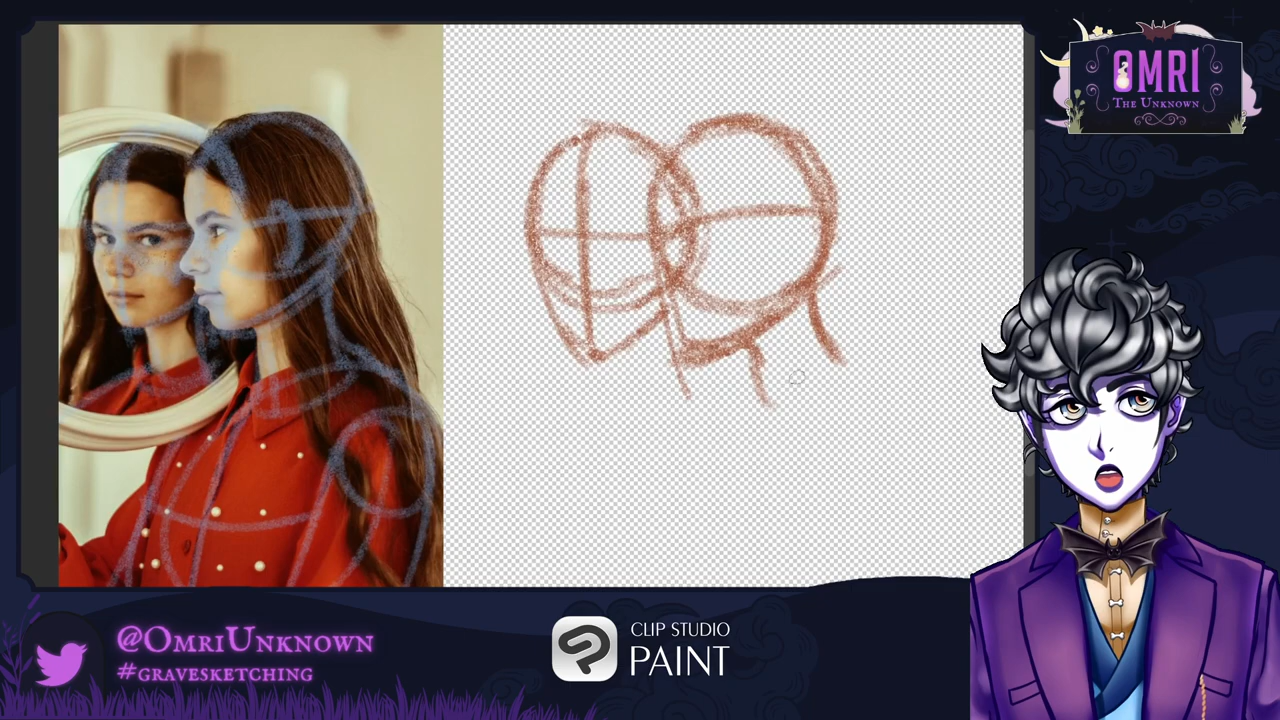 OMRI
THE UNKNOWN
@OMRIUNKNOWN
#GRAVESKETCHING
CLIP STUDIO
PAINT